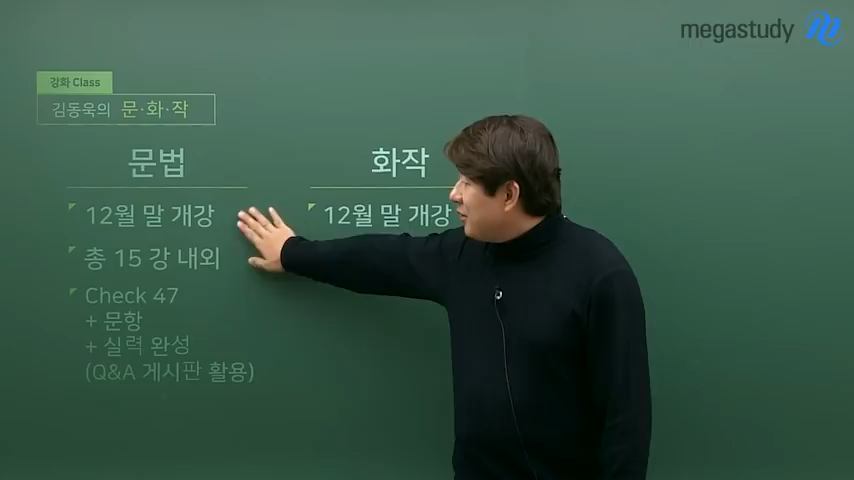 megastudy
강화 Class
김동욱의 문·화·작
문법
12월 말 개강
총 15 강 내외
Check 47
+ 문항
+ 실력 완성
(Q&A 게시판 활용)
화작
12월 말 개강